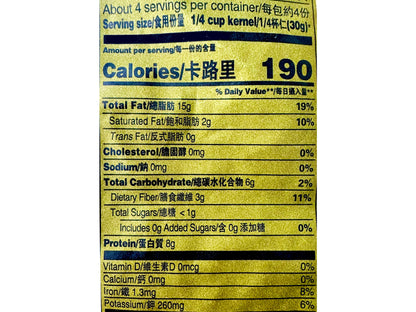 About 4 servings per container/每包約4份
Serving size/食用份量 1/4 cup kernel/1/4杯仁(30g)*
Amount per serving/每一份的含量
Calories/卡路里 190
% Daily Value**/每日攝入量**
Total Fat/總脂肪 15g 19%
Saturated Fat/飽和脂肪 2g 10%
Trans Fat/反式脂肪 0g
Cholesterol/膽固醇 0mg 0%
Sodium/鈉 0mg 0%
Total Carbohydrate/總碳水化合物 6g 2%
Dietary Fiber/膳食纖維 3g 11%
Total Sugars/總糖 <1g
Includes 0g Added Sugars/含 0g 添加糖 0%
Protein/蛋白質 8g
Vitamin D/維生素D 0mcg 0%
Calcium/鈣 0mg 0%
Iron/鐵 1.3mg 8%
Potassium/鉀 260mg 6%